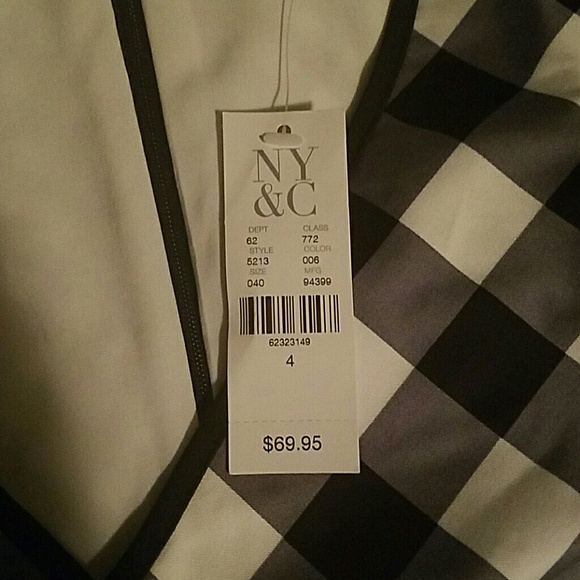 NY
&C
DEPT CLASS
62 772
STYLE COLOR
5213 006
SIZE MFG
040 94399
62323149
4
$69.95